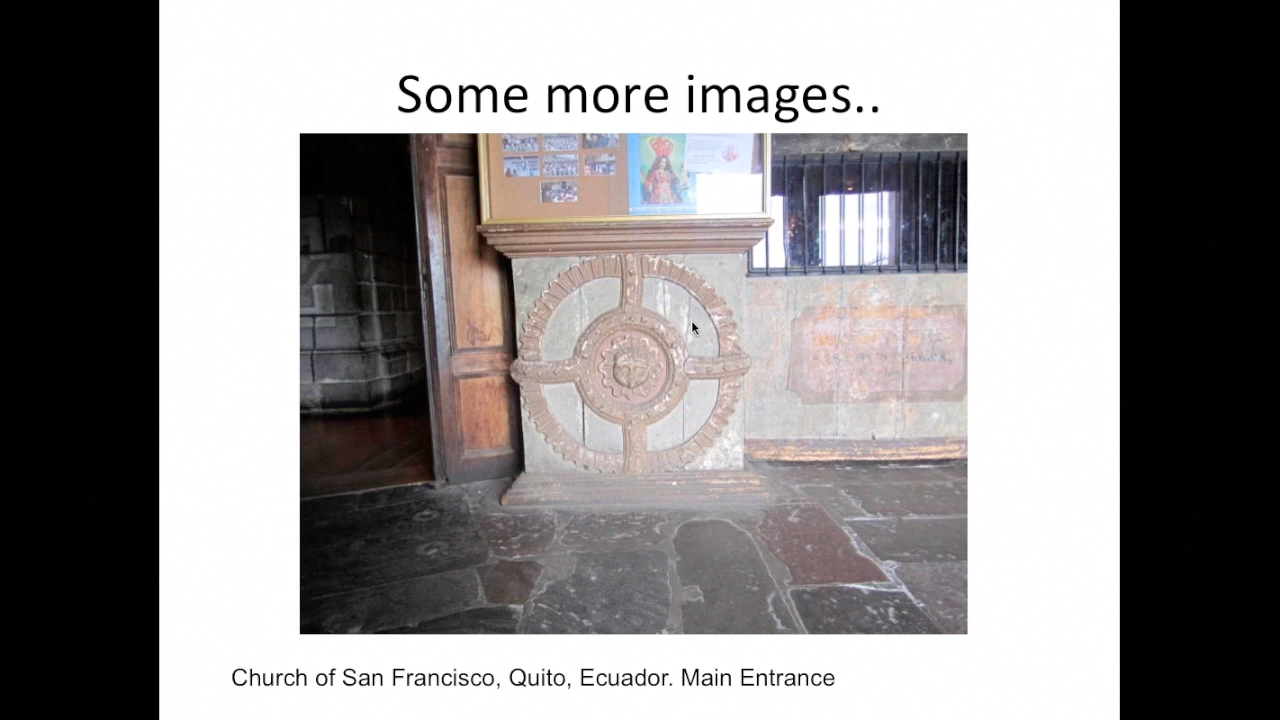 Some more images..
Church of San Francisco, Quito, Ecuador. Main Entrance